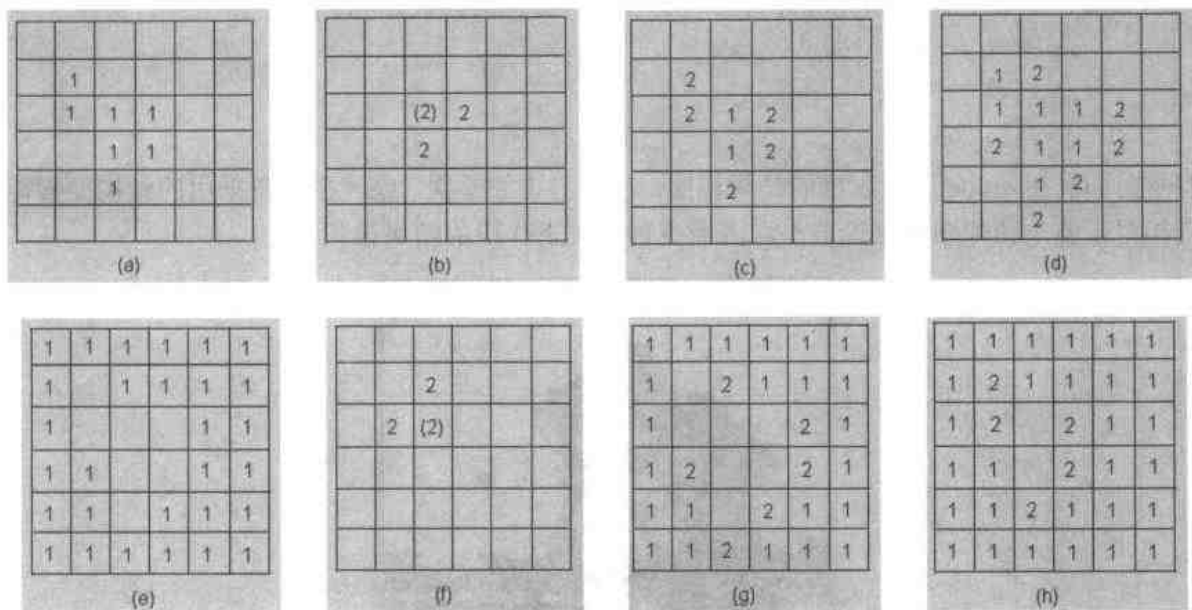 1
1 1 1
1 1
1
(a)
(2) 2
2
(b)
2
2 1 2
1 2
2
(c)
1 2
1 1 1 2
2 1 1 2
1 2
2
(d)
1 1 1 1 1 1
1 1 1 1 1
1 1 1
1 1 1 1
1 1 1 1 1
1 1 1 1 1 1
(e)
2
2 (2)
(f)
1 1 1 1 1 1
1 2 1 1 1
1 2 1
1 2 2 1
1 1 2 1 1
1 1 2 1 1 1
(g)
1 1 1 1 1 1
1 2 1 1 1 1
1 2 2 1 1
1 1 2 1 1
1 1 2 1 1 1
1 1 1 1 1 1
(h)